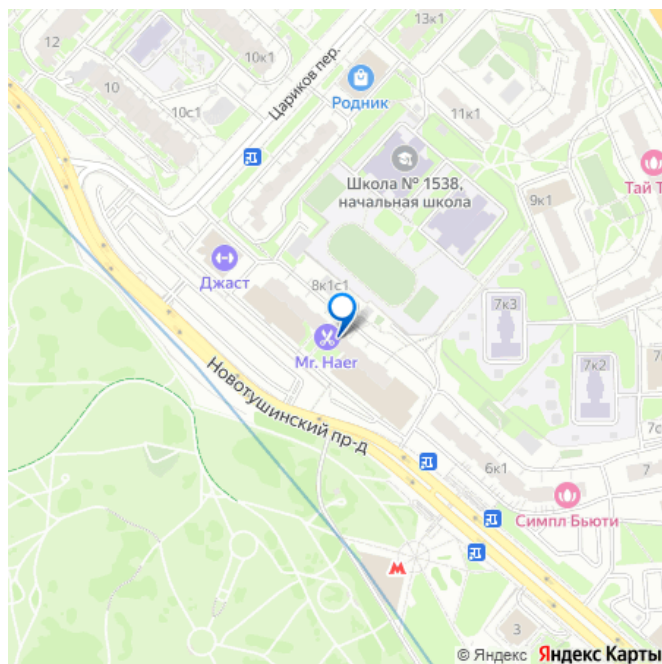 13к1
12
10к1
10
Цариков пер.
10с1
Родник
11к1
Школа № 1538,
начальная школа
Тай Т
9к1
Джаст
8к1с1
7к3
Mr. Haer
7к2
7
Новотушинский пр-д
7с
6к1
7
Симпл Бьюти
М
3
© Яндекс Яндекс Карты